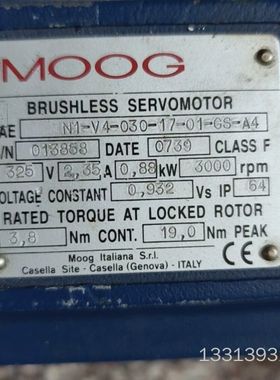 MOOG
BRUSHLESS SERVOMOTOR
AE N1-V4-030-17-01-GS-A4
/N 013858 DATE 0739 CLASS F
325 V 2,35 A 0,88 kW 3000 rpm
VOLTAGE CONSTANT 0,932 Vs IP 64
RATED TORQUE AT LOCKED ROTOR
3,8 Nm CONT. 19,0 Nm PEAK
Moog Italiana S.r.l.
Casella Site - Casella (Genova) - ITALY
1331393